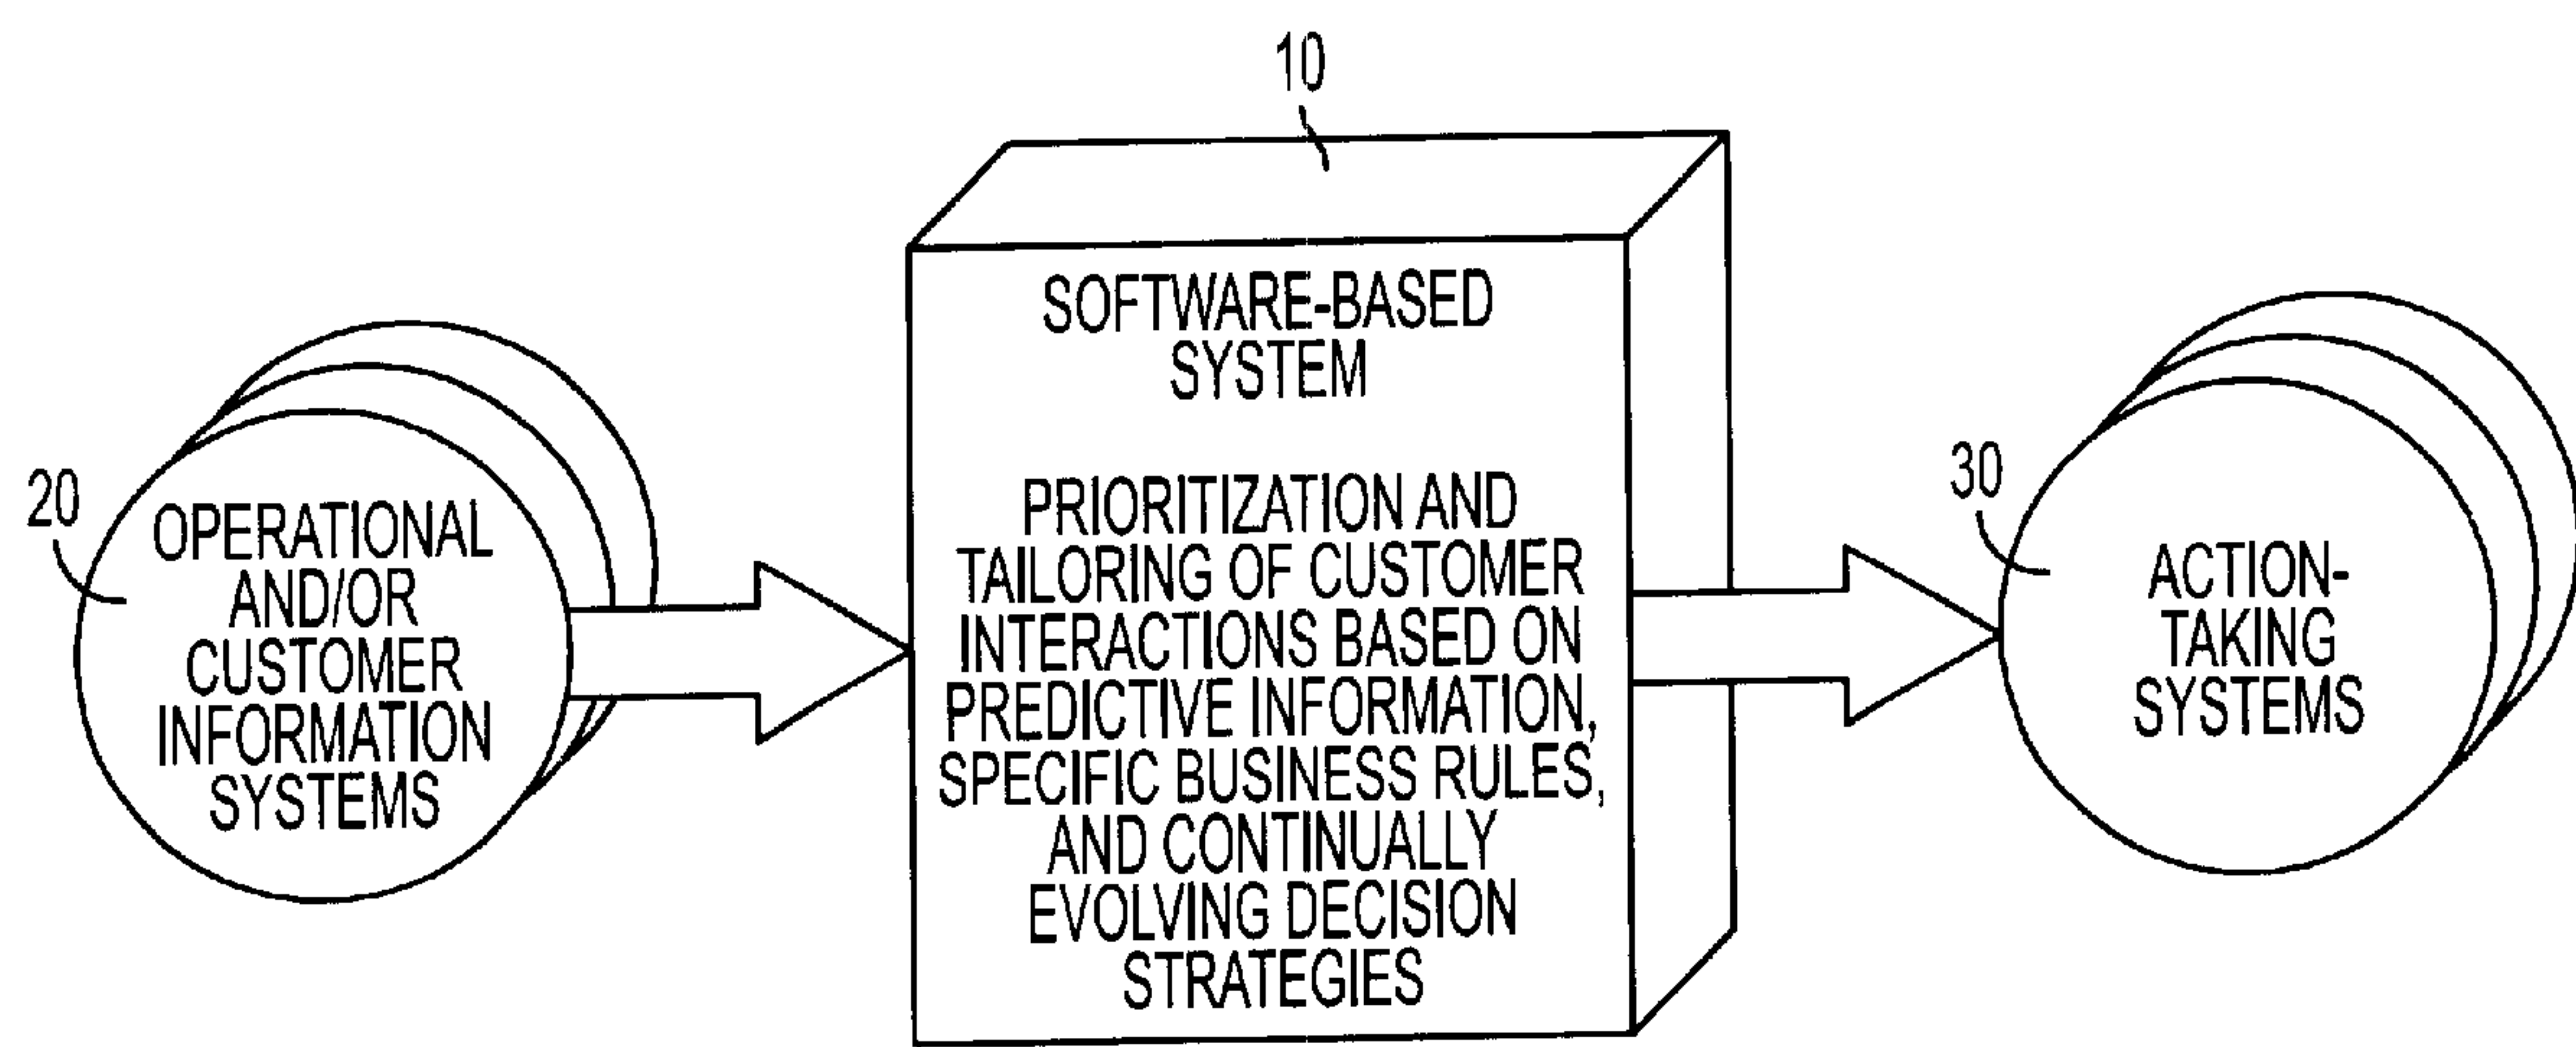 10
SOFTWARE-BASED
SYSTEM
PRIORITIZATION AND
TAILORING OF CUSTOMER
INTERACTIONS BASED ON
PREDICTIVE INFORMATION,
SPECIFIC BUSINESS RULES,
AND CONTINUALLY
EVOLVING DECISION
STRATEGIES
20
OPERATIONAL
AND/OR
CUSTOMER
INFORMATION
SYSTEMS
30
ACTION-
TAKING
SYSTEMS